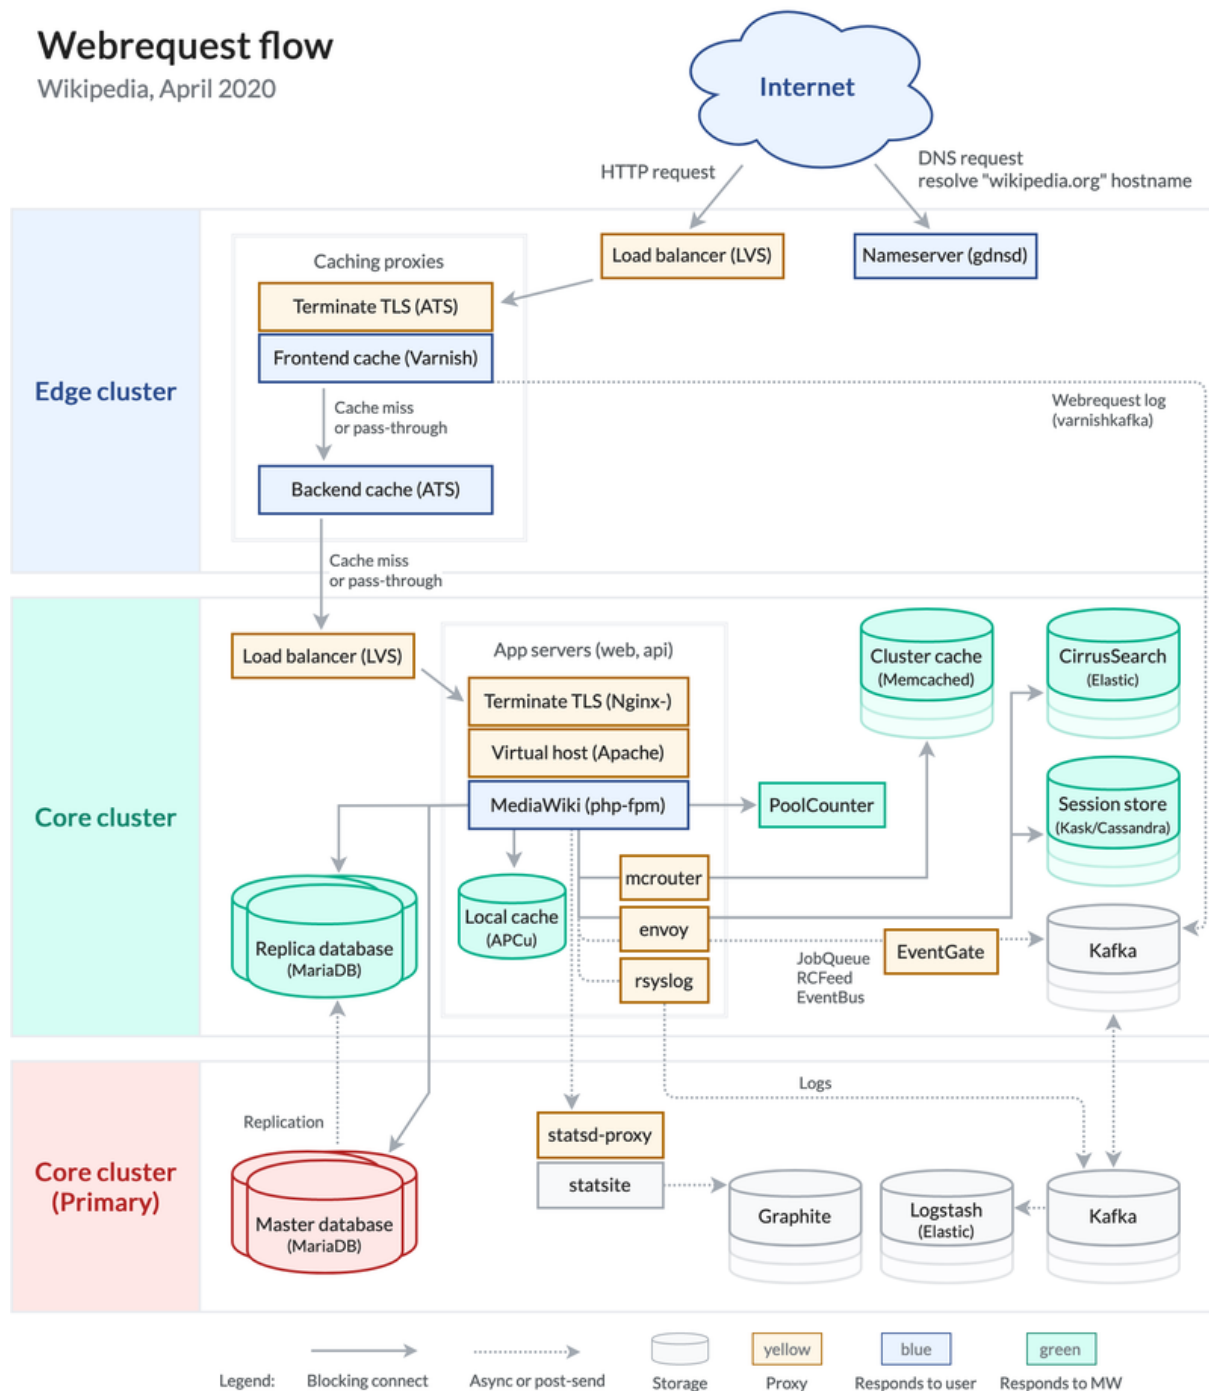 Webrequest flow
Wikipedia, April 2020
Internet
HTTP request
DNS request
resolve "wikipedia.org" hostname
Edge cluster
Caching proxies
Load balancer (LVS)
Nameserver (gdnsd)
Terminate TLS (ATS)
Frontend cache (Varnish)
Cache miss
or pass-through
Webrequest log
(varnishkafka)
Backend cache (ATS)
Cache miss
or pass-through
Core cluster
Load balancer (LVS)
App servers (web, api)
Terminate TLS (Nginx-)
Virtual host (Apache)
MediaWiki (php-fpm)
PoolCounter
Cluster cache
(Memcached)
CirrusSearch
(Elastic)
Session store
(Kask/Cassandra)
Replica database
(MariaDB)
Local cache
(APCu)
mcrouter
envoy
rsyslog
JobQueue
RCFeed
EventBus
EventGate
Kafka
Core cluster
(Primary)
Replication
Logs
Master database
(MariaDB)
statsd-proxy
statsite
Graphite
Logstash
(Elastic)
Kafka
Legend:
Blocking connect
Async or post-send
Storage
yellow
Proxy
blue
Responds to user
green
Responds to MW